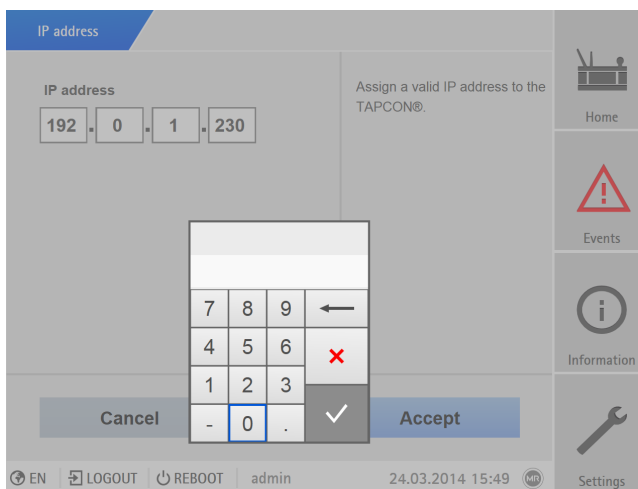 IP address
IP address
192 . 0 . 1 . 230
Assign a valid IP address to the
TAPCON®.
7 8 9
4 5 6
1 2 3
- 0 .
Cancel
Accept
EN LOGOUT REBOOT admin 24.03.2014 15:49 MR
Home
Events
Information
Settings